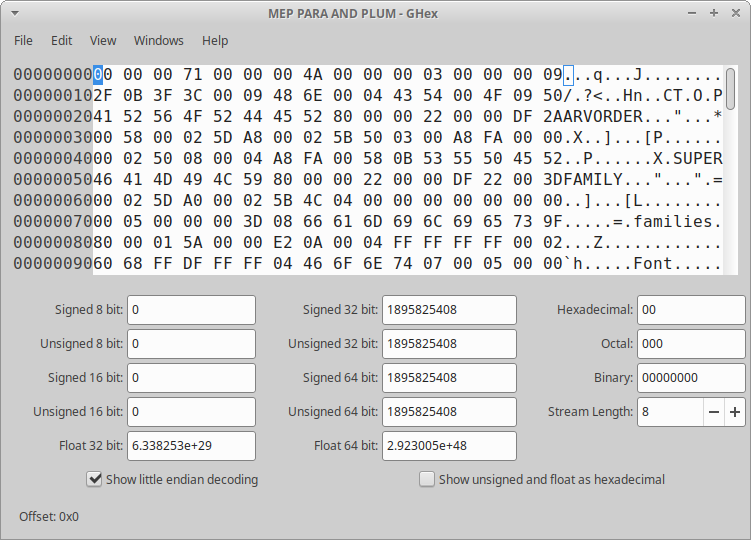 MEP PARA AND PLUM - GHex
File Edit View Windows Help
00000000 00 00 00 71 00 00 00 4A 00 00 00 03 00 00 00 09 ...q...J........
00000010 2F 0B 3F 3C 00 09 48 6E 00 04 43 54 00 4F 09 50 /.?<..Hn..CT.O.P
00000020 41 52 56 4F 52 44 45 52 80 00 00 22 00 00 DF 2A ARVORDER..."...*
00000030 00 58 00 02 5D A8 00 02 5B 50 03 00 A8 FA 00 00 .X..]...[P......
00000040 00 02 50 08 00 04 A8 FA 00 58 0B 53 55 50 45 52 ..P......X.SUPER
00000050 46 41 4D 49 4C 59 80 00 00 22 00 00 DF 22 00 3D FAMILY..."...".=
00000060 00 02 5D A0 00 02 5B 4C 04 00 00 00 00 00 00 00 ..]...[L........
00000070 00 05 00 00 00 3D 08 66 61 6D 69 6C 69 65 73 9F .....=.families.
00000080 80 00 01 5A 00 00 E2 0A 00 04 FF FF FF FF 00 02 ...Z............
00000090 60 68 FF DF FF FF 04 46 6F 6E 74 07 00 05 00 00 `h.....Font.....
Signed 8 bit: 0 Signed 32 bit: 1895825408 Hexadecimal: 00
Unsigned 8 bit: 0 Unsigned 32 bit: 1895825408 Octal: 000
Signed 16 bit: 0 Signed 64 bit: 1895825408 Binary: 00000000
Unsigned 16 bit: 0 Unsigned 64 bit: 1895825408 Stream Length: 8
Float 32 bit: 6.338253e+29 Float 64 bit: 2.923005e+48
Show little endian decoding Show unsigned and float as hexadecimal
Offset: 0x0